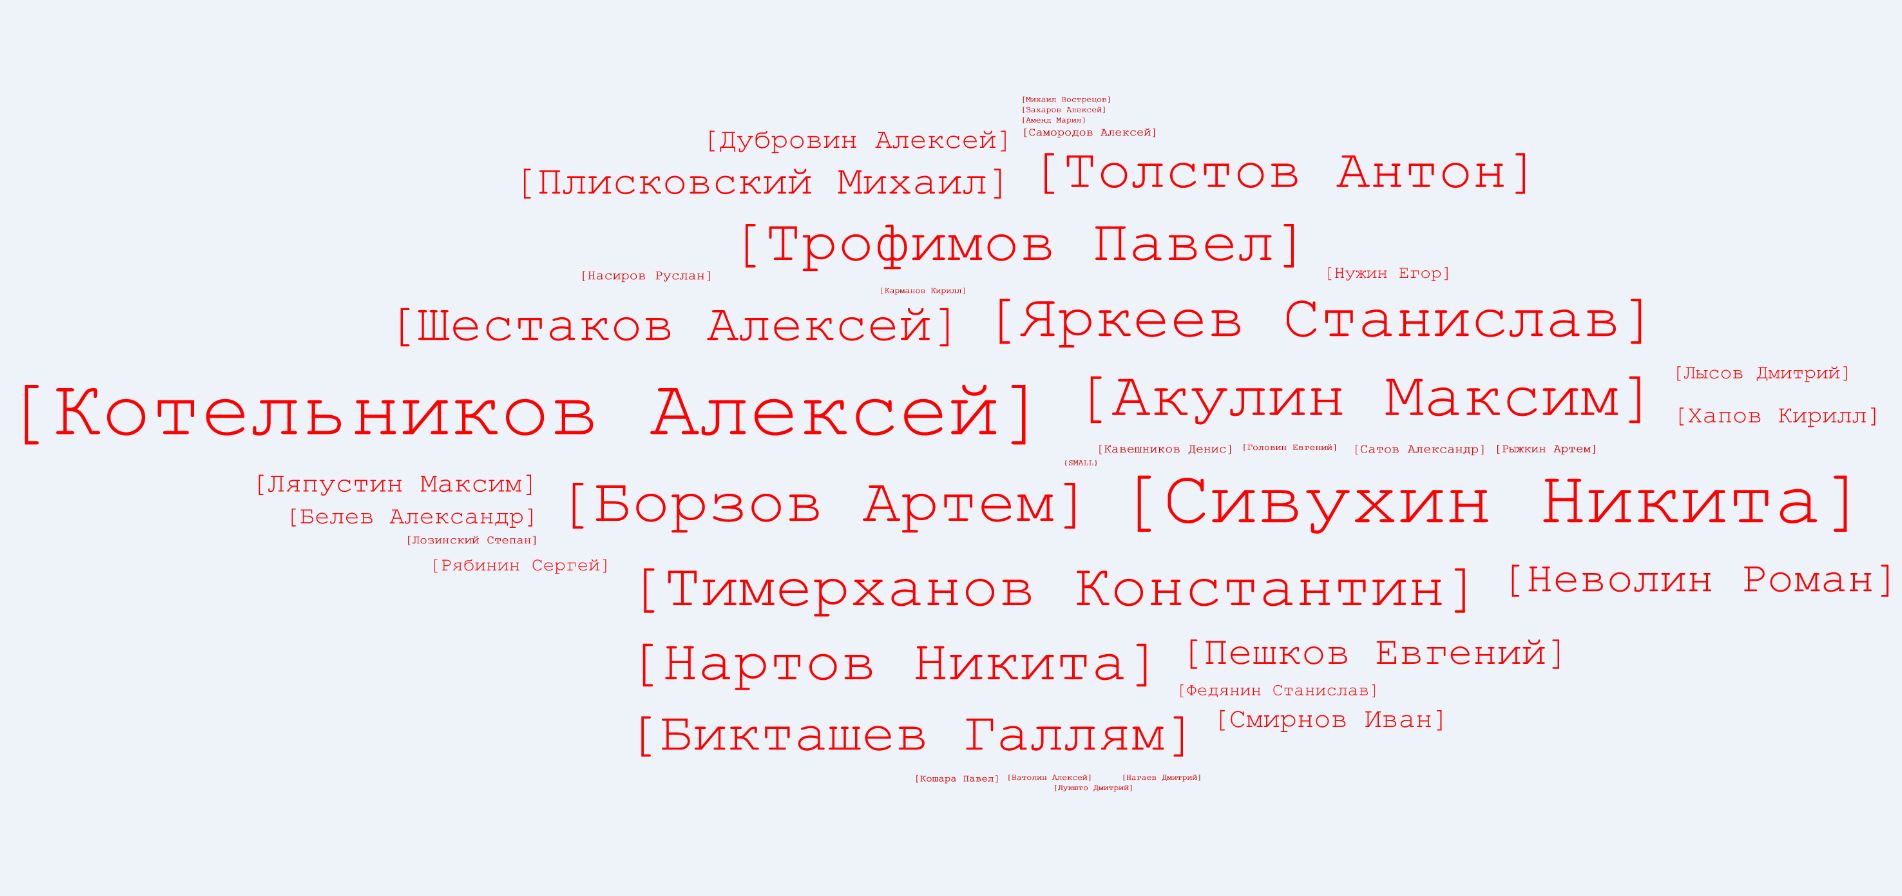 [Михаил Вострецов]
[Захаров Алексей]
[Аменд Мария]
[Самородов Алексей]
[Дубровин Алексей]
[Толстов Антон]
[Плисковский Михаил]
[Трофимов Павел]
[Насиров Руслан]
[Нужин Егор]
[Карманов Кирилл]
[Шестаков Алексей]
[Яркеев Станислав]
[Лысов Дмитрий]
[Котельников Алексей]
[Акулин Максим]
[Хапов Кирилл]
[Кавешников Денис]
[Головин Евгений]
[Сатов Александр]
[Рыжкин Артем]
(SMALL)
[Ляпустин Максим]
[Борзов Артем]
[Сивухин Никита]
[Белев Александр]
[Лозинский Степан]
[Рябинин Сергей]
[Тимерханов Константин]
[Неволин Роман]
[Нартов Никита]
[Пешков Евгений]
[Федянин Станислав]
[Смирнов Иван]
[Бикташев Галлям]
[Кошара Павел]
[Ватолин Алексей]
[Нагаев Дмитрий]
[Лукшто Дмитрий]